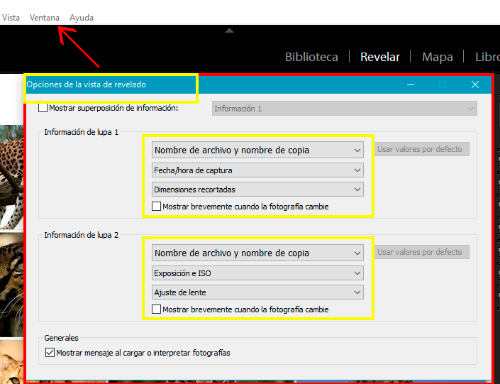 Vista Ventana Ayuda
Biblioteca | Revelar | Mapa | Libro
Opciones de la vista de revelado
Mostrar superposición de información: Información 1
Información de lupa 1
Nombre de archivo y nombre de copia Usar valores por defecto
Fecha/hora de captura
Dimensiones recortadas
Mostrar brevemente cuando la fotografía cambie
Información de lupa 2
Nombre de archivo y nombre de copia Usar valores por defecto
Exposición e ISO
Ajuste de lente
Mostrar brevemente cuando la fotografía cambie
Generales
Mostrar mensaje al cargar o interpretar fotografías